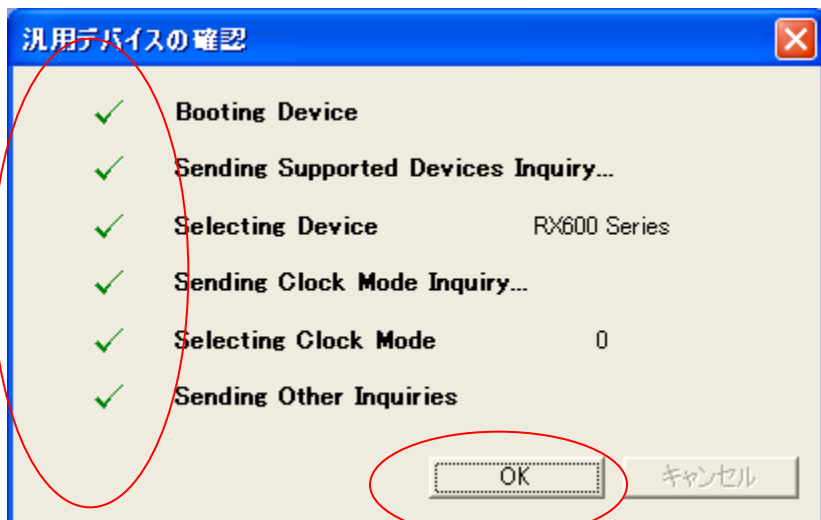 汎用デバイスの確認
Booting Device
Sending Supported Devices Inquiry...
Selecting Device RX600 Series
Sending Clock Mode Inquiry...
Selecting Clock Mode 0
Sending Other Inquiries
OK キャンセル